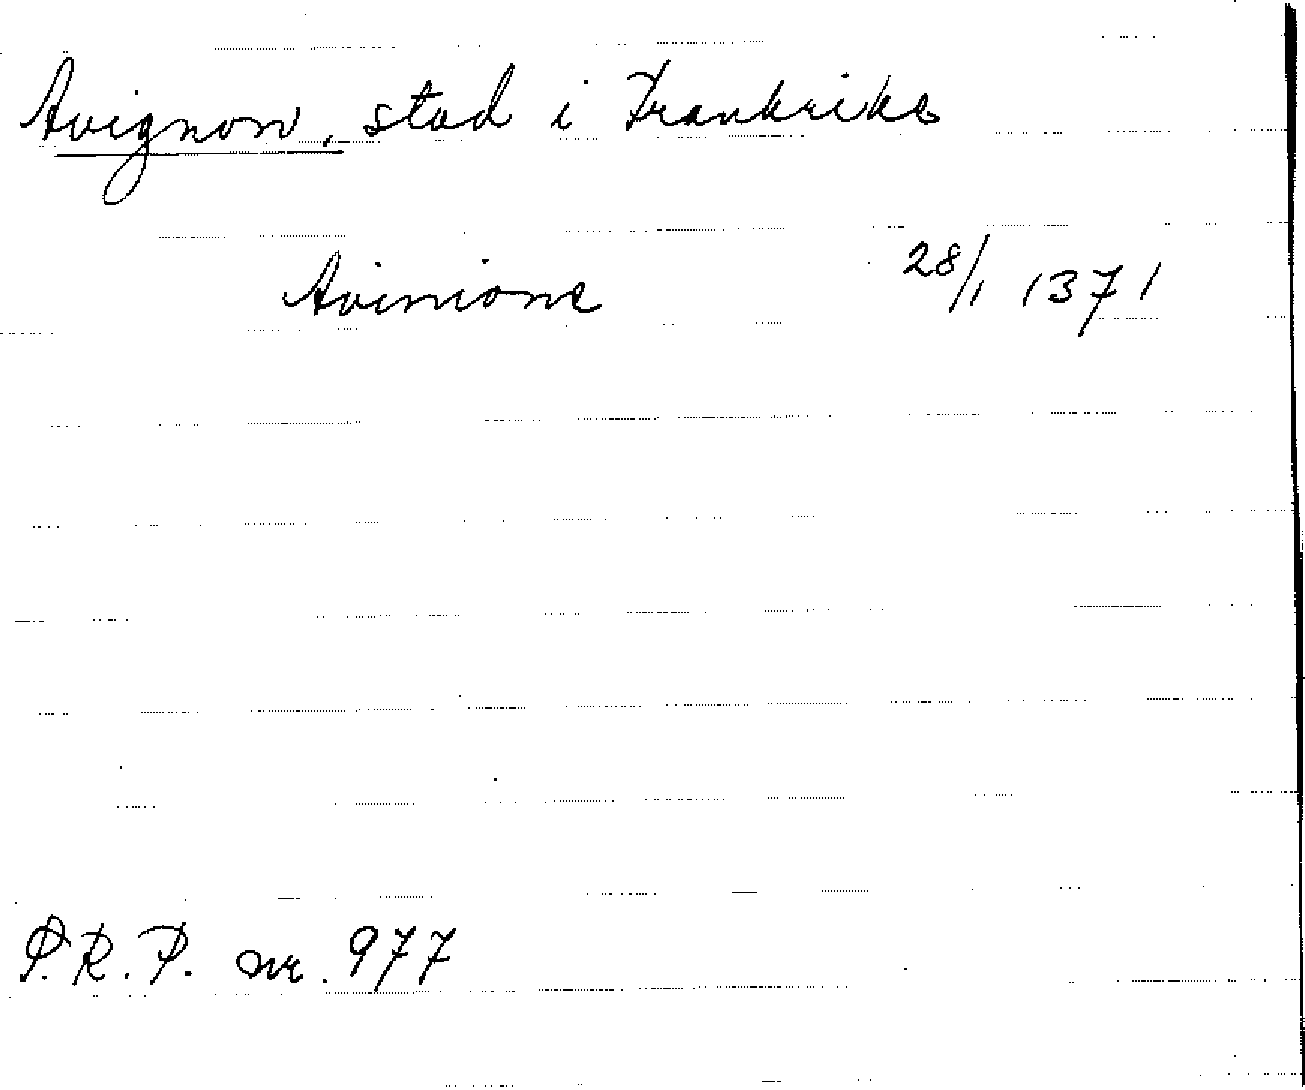 Avignon, stad i Frankrike
Avinione 28/1 1371
P.R.P. nr. 977